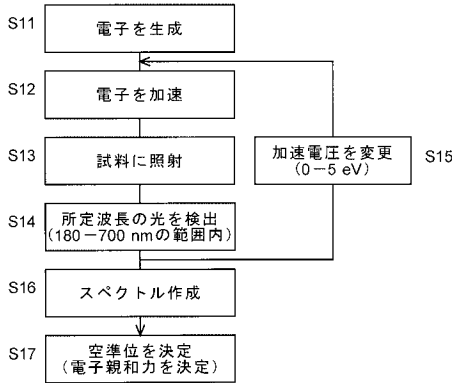 S11
電子を生成
S12
電子を加速
S13
試料に照射
加速電圧を変更
(0－5 eV)
S15
S14
所定波長の光を検出
(180－700 nmの範囲内)
S16
スペクトル作成
S17
空準位を決定
(電子親和力を決定)